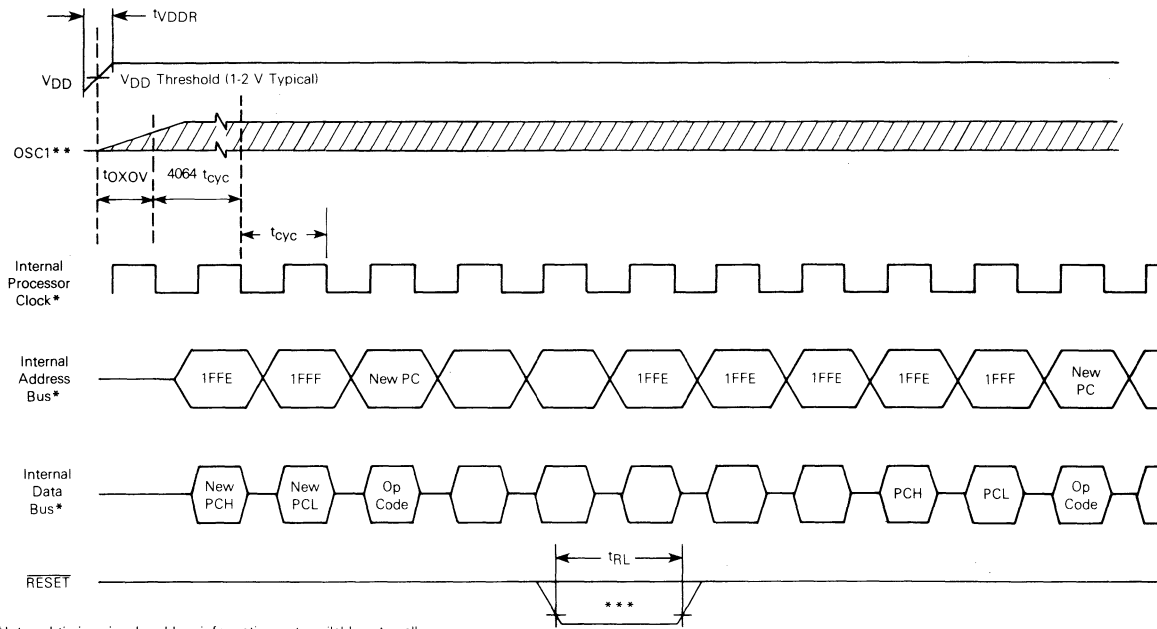 tVDDR
VDD
VDD Threshold (1-2 V Typical)
OSC1**
tOXOV
4064 tcyc
tcyc
Internal
Processor
Clock*
Internal
Address
Bus*
1FFE
1FFF
New PC
1FFE
1FFE
1FFE
1FFE
1FFF
New
PC
Internal
Data
Bus*
New
PCH
New
PCL
Op
Code
PCH
PCL
Op
Code
tRL
RESET
***